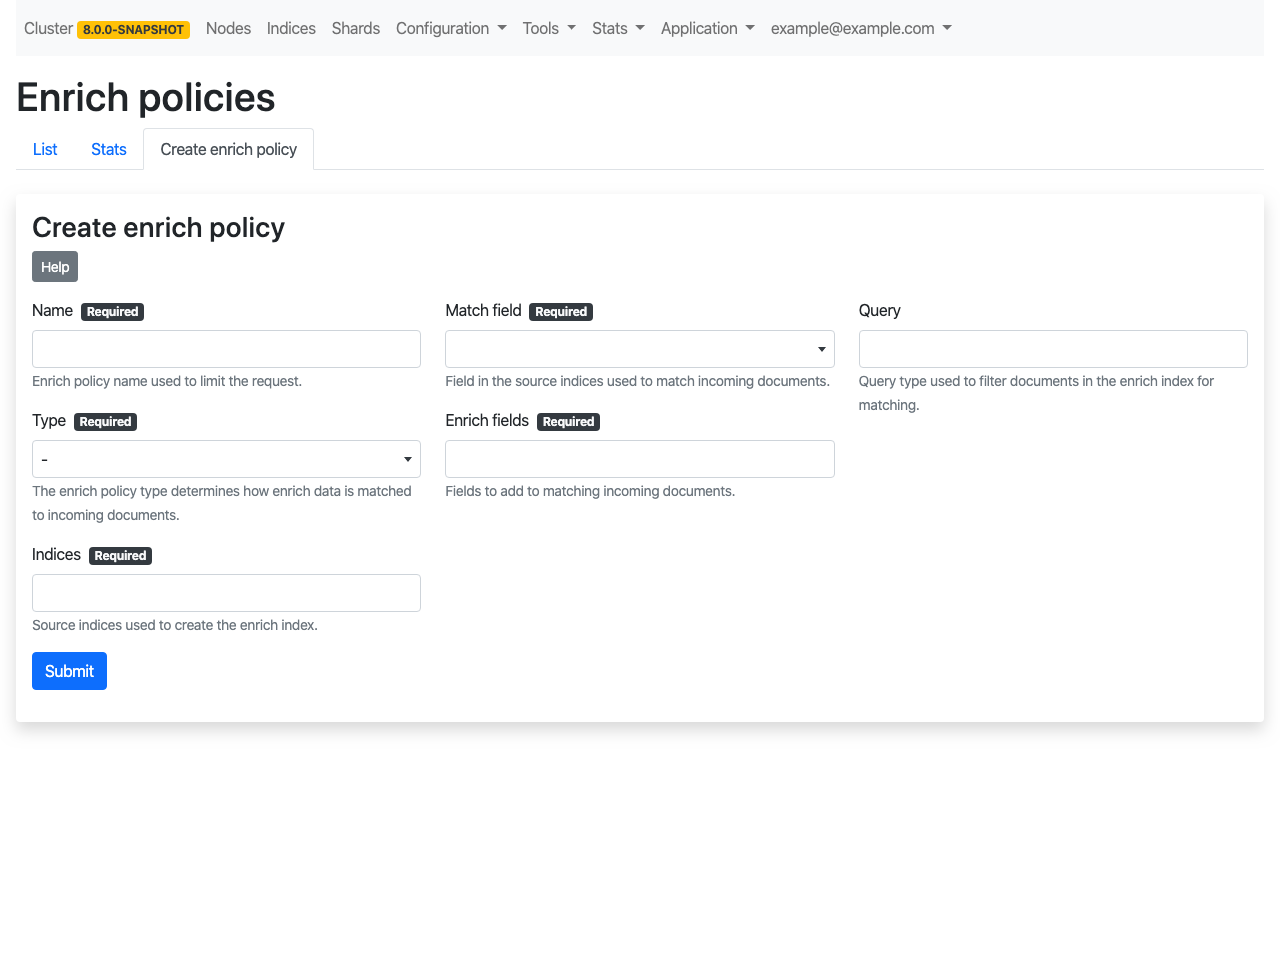 Cluster 8.0.0-SNAPSHOT Nodes Indices Shards Configuration Tools Stats Application example@example.com
Enrich policies
List Stats Create enrich policy
Create enrich policy
Help
Name Required
Enrich policy name used to limit the request.
Type Required
-
The enrich policy type determines how enrich data is matched
to incoming documents.
Indices Required
Source indices used to create the enrich index.
Match field Required
Field in the source indices used to match incoming documents.
Enrich fields Required
Fields to add to matching incoming documents.
Query
Query type used to filter documents in the enrich index for
matching.
Submit